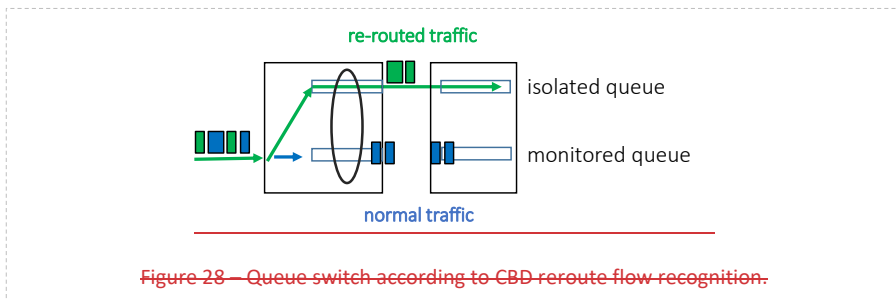 re-routed traffic
isolated queue
monitored queue
normal traffic
Figure 28 – Queue switch according to CBD reroute flow recognition.